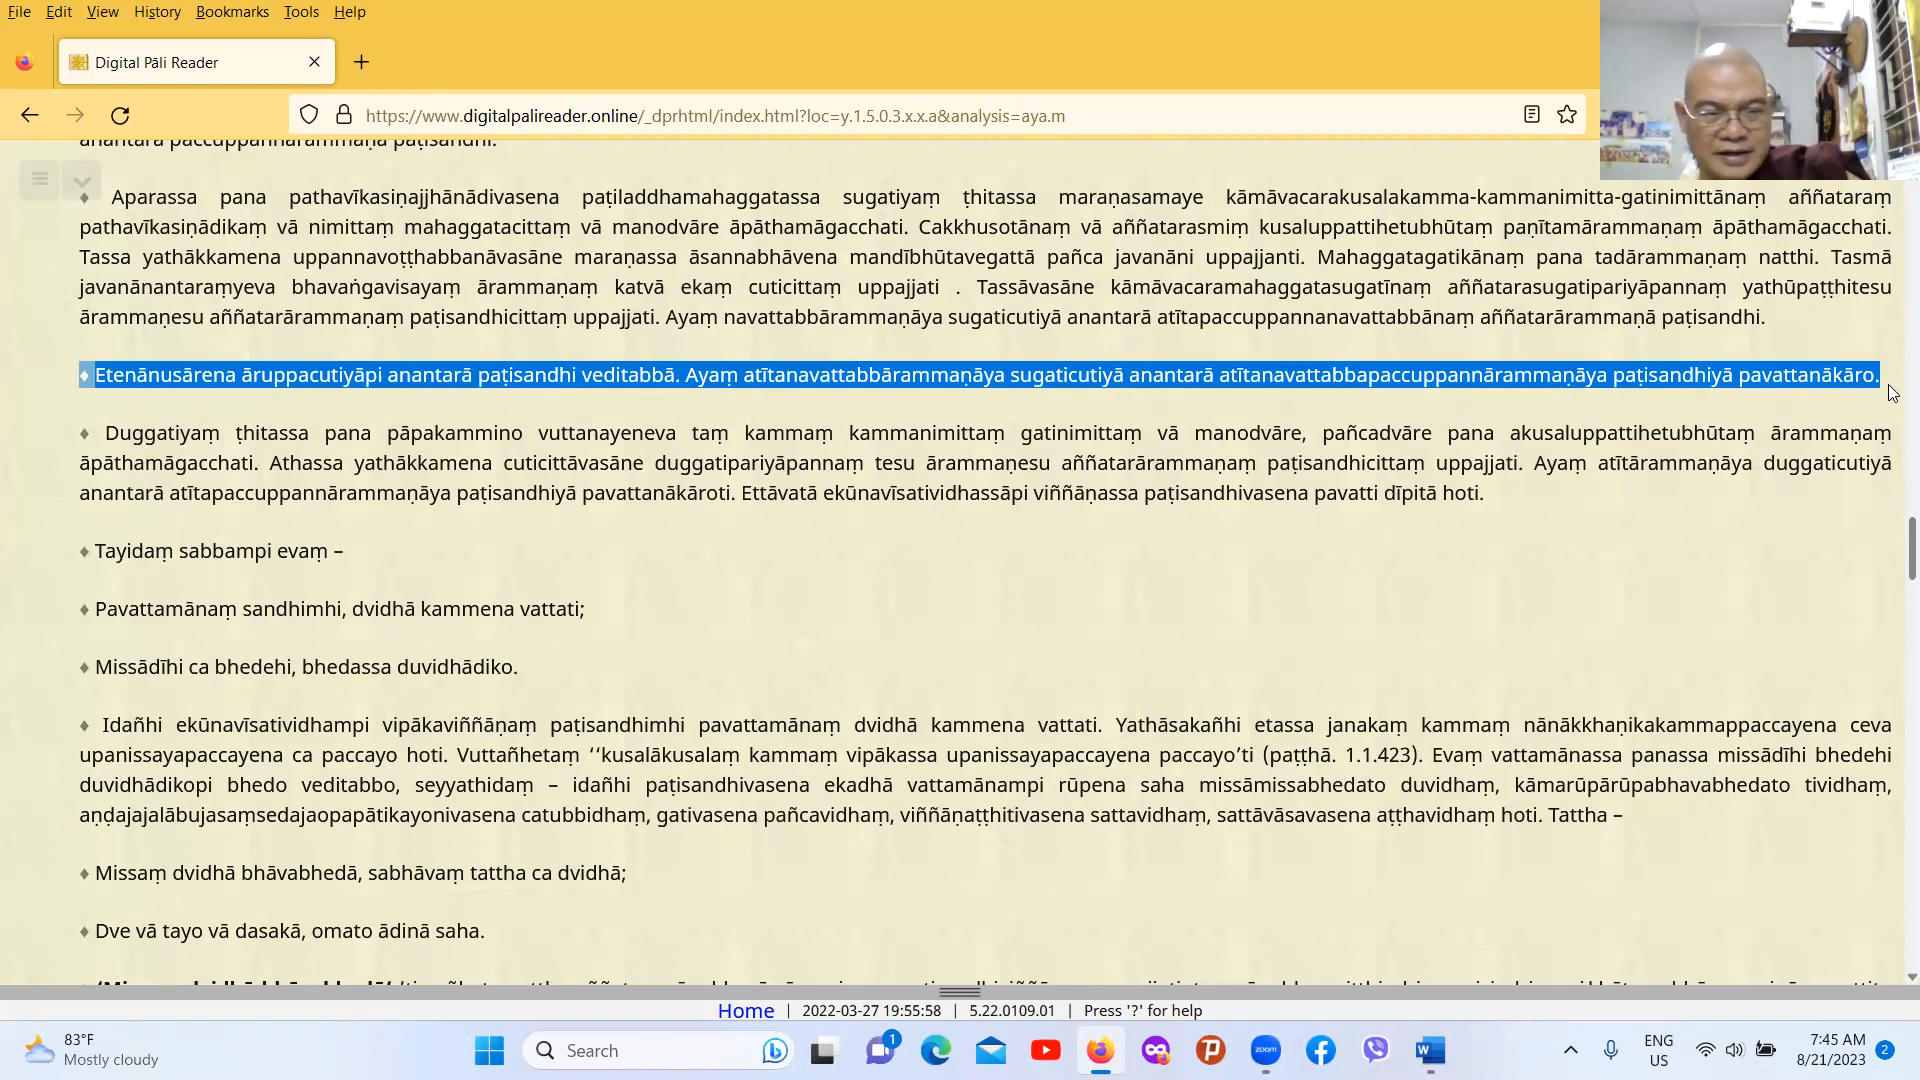 File Edit View History Bookmarks Tools Help
Digital Pāli Reader
https://www.digitalpalireader.online/_dprhtml/index.html?loc=y.1.5.0.3.x.x.a&analysis=aya.m
anantarā paccuppannārammaṇā paṭisandhi.
♦ Aparassa pana pathavīkasiṇajjhānādivasena paṭiladdhamahaggatassa sugatiyaṃ ṭhitassa maraṇasamaye kāmāvacarakusalakamma-kammanimitta-gatinimittānaṃ aññataraṃ
pathavīkasiṇādikaṃ vā nimittaṃ mahaggatacittaṃ vā manodvāre āpāthamāgacchati. Cakkhusotānaṃ vā aññatarasmiṃ kusaluppattihetubhūtaṃ paṇītamārammaṇaṃ āpāthamāgacchati.
Tassa yathākkamena uppannavoṭṭhabbanāvasāne maraṇassa āsannabhāvena mandībhūtavegattā pañca javanāni uppajjanti. Mahaggatagatikānaṃ pana tadārammaṇaṃ natthi. Tasmā
javanānantaraṃyeva bhavaṅgavisayaṃ ārammaṇaṃ katvā ekaṃ cuticittaṃ uppajjati . Tassāvasāne kāmāvacaramahaggatasugatīnaṃ aññatarasugatipariyāpannaṃ yathūpaṭṭhitesu
ārammaṇesu aññatarārammaṇaṃ paṭisandhicittaṃ uppajjati. Ayaṃ navattabbārammaṇāya sugaticutiyā anantarā atītapaccuppannanavattabbānaṃ aññatarārammaṇā paṭisandhi.
♦ Etenānusārena āruppacutiyāpi anantarā paṭisandhi veditabbā. Ayaṃ atītanavattabbārammaṇāya sugaticutiyā anantarā atītanavattabbapaccuppannārammaṇāya paṭisandhiyā pavattanākāro.
♦ Duggatiyaṃ ṭhitassa pana pāpakammino vuttanayeneva taṃ kammaṃ kammanimittaṃ gatinimittaṃ vā manodvāre, pañcadvāre pana akusaluppattihetubhūtaṃ ārammaṇaṃ
āpāthamāgacchati. Athassa yathākkamena cuticittāvasāne duggatipariyāpannaṃ tesu ārammaṇesu aññatarārammaṇaṃ paṭisandhicittaṃ uppajjati. Ayaṃ atītārammaṇāya duggaticutiyā
anantarā atītapaccuppannārammaṇāya paṭisandhiyā pavattanākāroti. Ettāvatā ekūnavīsatividhassāpi viññāṇassa paṭisandhivasena pavatti dīpitā hoti.
♦ Tayidaṃ sabbampi evaṃ –
♦ Pavattamānaṃ sandhimhi, dvidhā kammena vattati;
♦ Missādīhi ca bhedehi, bhedassa duvidhādiko.
♦ Idañhi ekūnavīsatividhampi vipākaviññāṇaṃ paṭisandhimhi pavattamānaṃ dvidhā kammena vattati. Yathāsakañhi etassa janakaṃ kammaṃ nānākkhaṇikakammappaccayena ceva
upanissayapaccayena ca paccayo hoti. Vuttañhetaṃ ‘‘kusalākusalaṃ kammaṃ vipākassa upanissayapaccayena paccayo’ti (paṭṭhā. 1.1.423). Evaṃ vattamānassa panassa missādīhi bhedehi
duvidhādikopi bhedo veditabbo, seyyathidaṃ – idañhi paṭisandhivasena ekadhā vattamānampi rūpena saha missāmissabhedato duvidhaṃ, kāmarūpārūpabhavabhedato tividhaṃ,
aṇḍajajalābujasaṃsedajaopapātikayonivasena catubbidhaṃ, gativasena pañcavidhaṃ, viññāṇaṭṭhitivasena sattavidhaṃ, sattāvāsavasena aṭṭhavidhaṃ hoti. Tattha –
♦ Missaṃ dvidhā bhāvabhedā, sabhāvaṃ tattha ca dvidhā;
♦ Dve vā tayo vā dasakā, omato ādinā saha.
Home | 2022-03-27 19:55:58 | 5.22.0109.01 | Press '?' for help
83°F
Mostly cloudy
Search
1
zoom
ENG
US
7:45 AM
8/21/2023
2